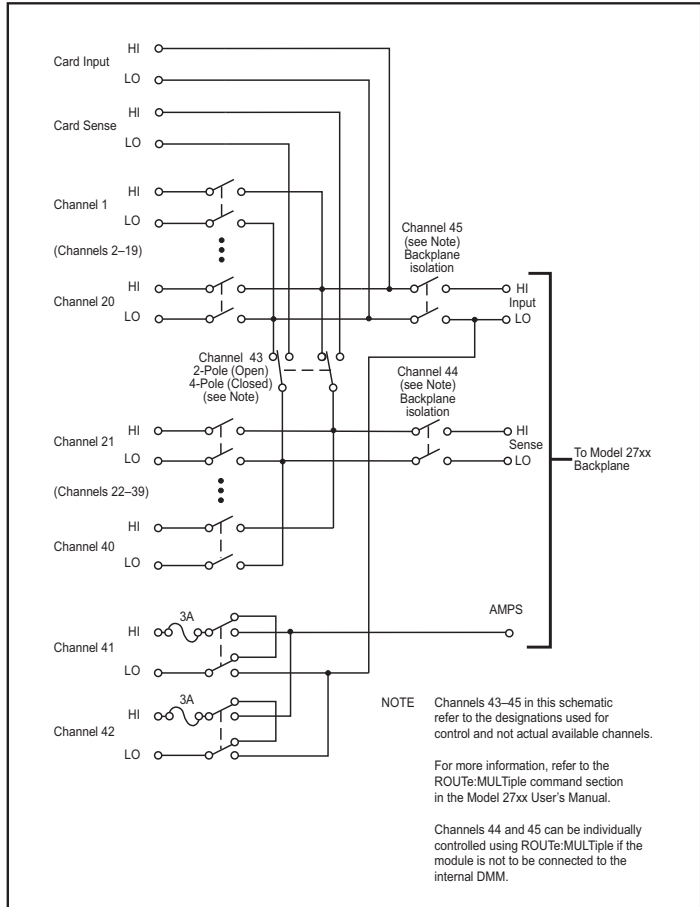 HI
Card Input
LO
HI
Card Sense
LO
HI
Channel 1
LO
(Channels 2–19)
HI
Channel 20
LO
Channel 45
(see Note)
Backplane
isolation
HI
Input
LO
Channel 43
2-Pole (Open)
4-Pole (Closed)
(see Note)
Channel 44
(see Note)
Backplane
isolation
HI
Channel 21
LO
(Channels 22–39)
HI
Sense
LO
To Model 27xx
Backplane
HI
Channel 40
LO
AMPS
3A
HI
Channel 41
LO
3A
HI
Channel 42
LO
NOTE Channels 43–45 in this schematic
refer to the designations used for
control and not actual available channels.
For more information, refer to the
ROUTe:MULTiple command section
in the Model 27xx User's Manual.
Channels 44 and 45 can be individually
controlled using ROUTe:MULTiple if the
module is not to be connected to the
internal DMM.